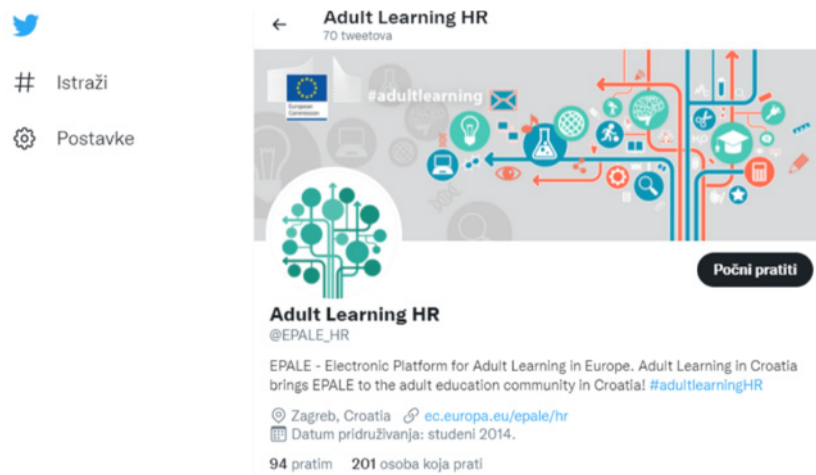 Istraži
Postavke
Adult Learning HR
70 tweetova
European
Commission
#adultlearning
Počni pratiti
Adult Learning HR
@EPALE_HR
EPALE - Electronic Platform for Adult Learning in Europe. Adult Learning in Croatia
brings EPALE to the adult education community in Croatia! #adultlearningHR
Zagreb, Croatia ec.europa.eu/epale/hr
Datum pridruživanja: studeni 2014.
94 pratim 201 osoba koja prati